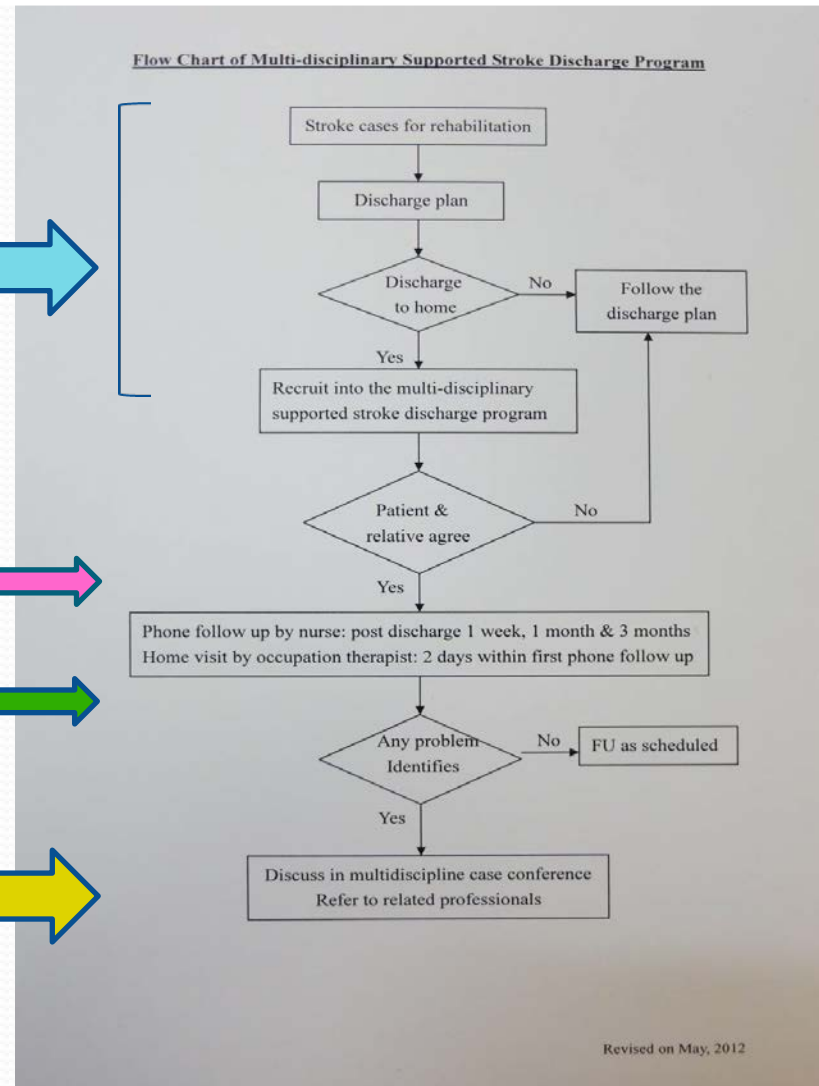 Flow Chart of Multi-disciplinary Supported Stroke Discharge Program
Stroke cases for rehabilitation
Discharge plan
Discharge
to home
No
Follow the
discharge plan
Yes
Recruit into the multi-disciplinary
supported stroke discharge program
Patient &
relative agree
No
Yes
Phone follow up by nurse: post discharge 1 week, 1 month & 3 months
Home visit by occupation therapist: 2 days within first phone follow up
Any problem
Identifies
No
FU as scheduled
Yes
Discuss in multidiscipline case conference
Refer to related professionals
Revised on May, 2012